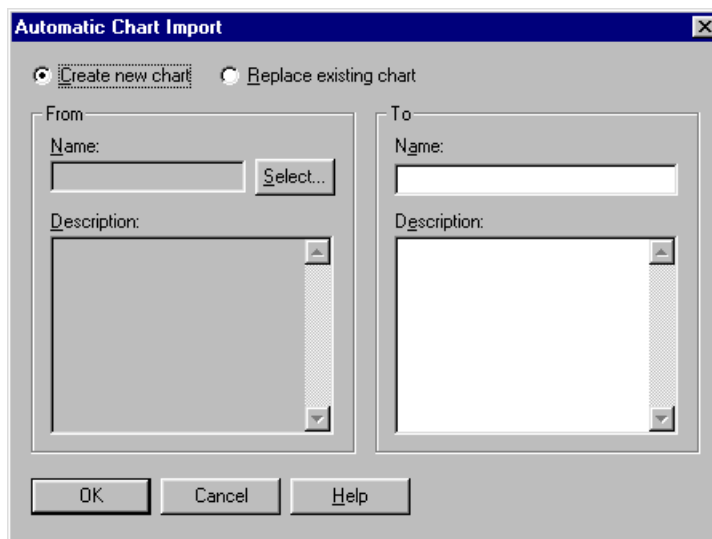 Automatic Chart Import
Create new chart Replace existing chart
From To
Name: Name:
Select...
Description: Description:
OK Cancel Help